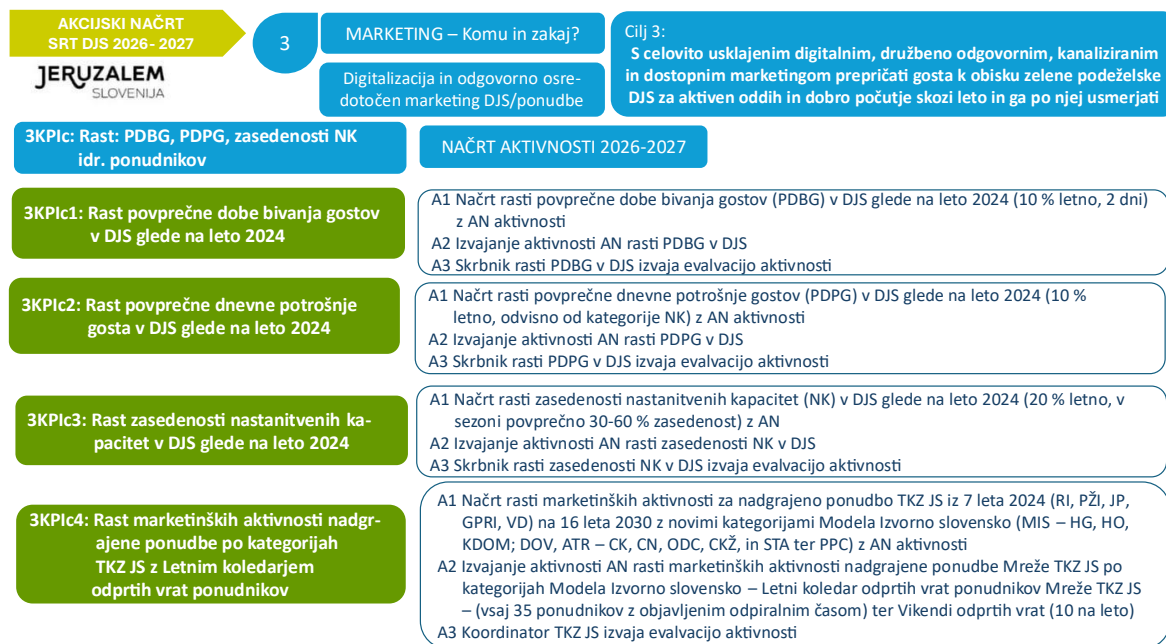 AKCIJSKI NAČRT
SRT DJS 2026- 2027
JERUZALEM
SLOVENIJA
3
MARKETING – Komu in zakaj?
Digitalizacija in odgovorno osre-
dotočen marketing DJS/ponudbe
Cilj 3:
S celovito usklajenim digitalnim, družbeno odgovornim, kanaliziranim
in dostopnim marketingom prepričati gosta k obisku zelene podeželske
DJS za aktiven oddih in dobro počutje skozi leto in ga po njej usmerjati
3KPIc: Rast: PDBG, PDPG, zasedenosti NK
idr. ponudnikov
NAČRT AKTIVNOSTI 2026-2027
3KPIc1: Rast povprečne dobe bivanja gostov
v DJS glede na leto 2024
A1 Načrt rasti povprečne dobe bivanja gostov (PDBG) v DJS glede na leto 2024 (10 % letno, 2 dni)
z AN aktivnosti
A2 Izvajanje aktivnosti AN rasti PDBG v DJS
A3 Skrbnik rasti PDBG v DJS izvaja evalvacijo aktivnosti
3KPIc2: Rast povprečne dnevne potrošnje
gosta v DJS glede na leto 2024
A1 Načrt rasti povprečne dnevne potrošnje gostov (PDPG) v DJS glede na leto 2024 (10 %
letno, odvisno od kategorije NK) z AN aktivnosti
A2 Izvajanje aktivnosti AN rasti PDPG v DJS
A3 Skrbnik rasti PDPG v DJS izvaja evalvacijo aktivnosti
3KPIc3: Rast zasedenosti nastanitvenih ka-
pacitet v DJS glede na leto 2024
A1 Načrt rasti zasedenosti nastanitvenih kapacitet (NK) v DJS glede na leto 2024 (20 % letno, v
sezoni povprečno 30-60 % zasedenost) z AN
A2 Izvajanje aktivnosti AN rasti zasedenosti NK v DJS
A3 Skrbnik rasti zasedenosti NK v DJS izvaja evalvacijo aktivnosti
3KPIc4: Rast marketinških aktivnosti nadgr-
ajene ponudbe po kategorijah
TKZ JS z Letnim koledarjem
odprtih vrat ponudnikov
A1 Načrt rasti marketinških aktivnosti za nadgrajeno ponudbo TKZ JS iz 7 leta 2024 (RI, PŽI, JP,
GPRI, VD) na 16 leta 2030 z novimi kategorijami Modela Izvorno slovensko (MIS – HG, HO,
KDOM; DOV, ATR – CK, CN, ODC, CKŽ, in STA ter PPC) z AN aktivnosti
A2 Izvajanje aktivnosti AN rasti marketinških aktivnosti nadgrajene ponudbe Mreže TKZ JS po
kategorijah Modela Izvorno slovensko – Letni koledar odprtih vrat ponudnikov Mreže TKZ JS
– (vsaj 35 ponudnikov z objavljenim odpiralnim časom) ter Vikendi odprtih vrat (10 na leto)
A3 Koordinator TKZ JS izvaja evalvacijo aktivnosti